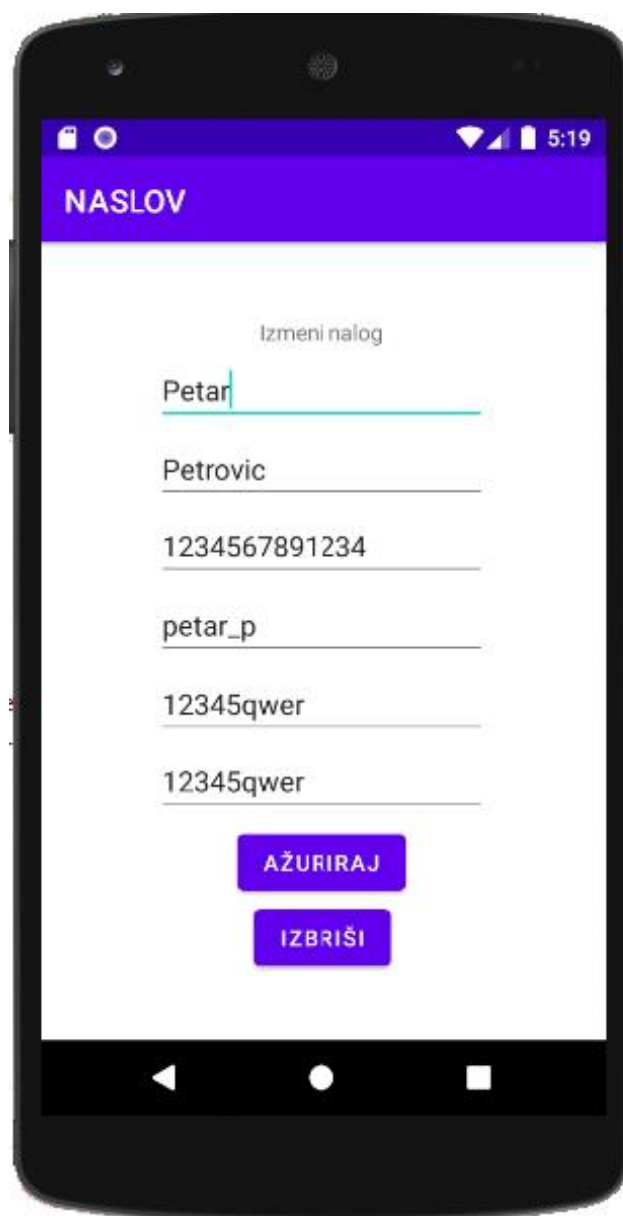 5:19
NASLOV
Izmeni nalog
Petar
Petrovic
1234567891234
petar_p
12345qwer
12345qwer
AŽURIRAJ
IZBRIŠI